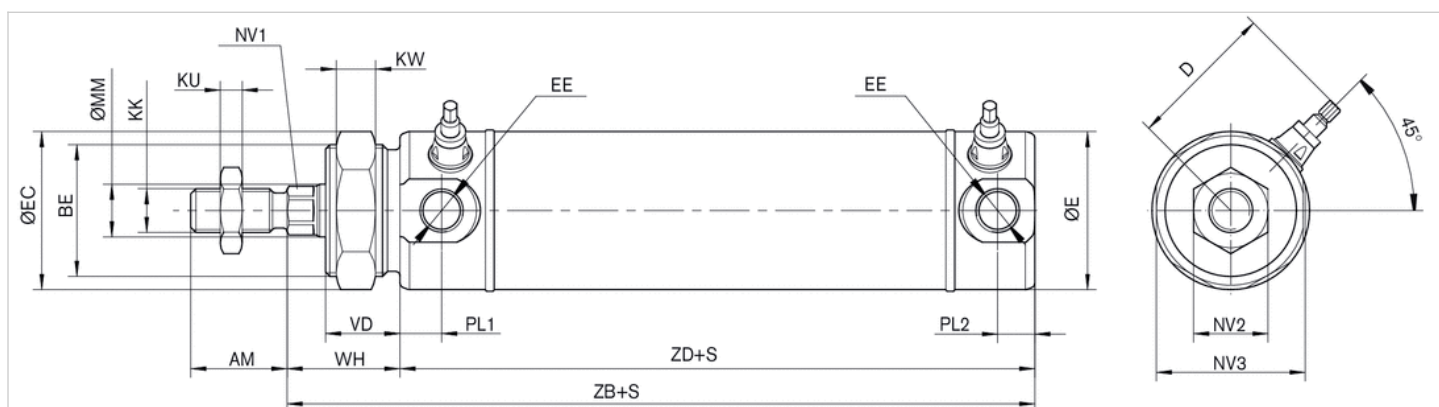 NV1
KW
KU
EE
EE
D
ØMM
KK
45°
ØEC
BE
ØE
VD
PL1
PL2
NV2
AM
WH
ZD+S
NV3
ZB+S